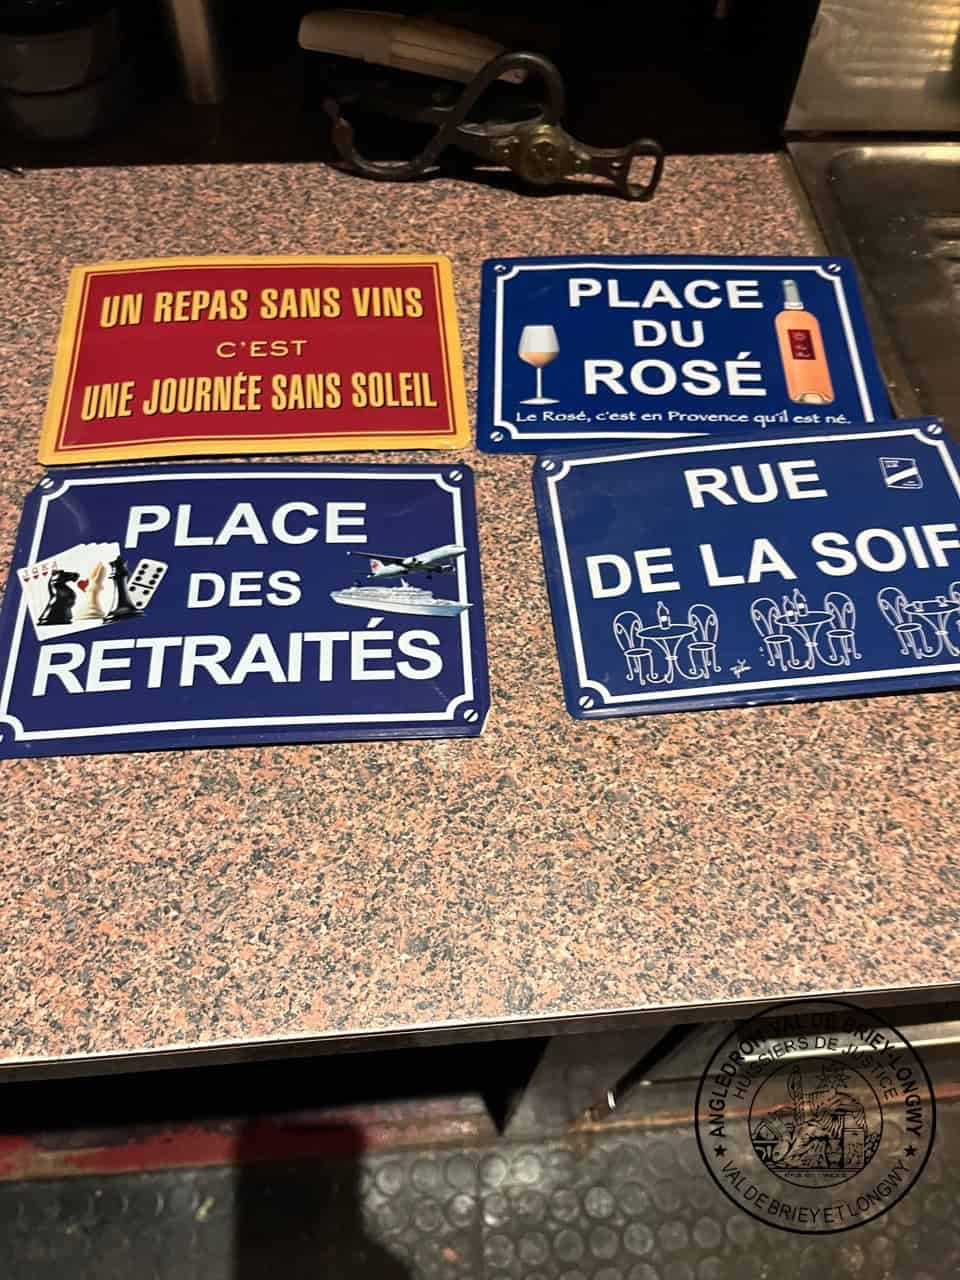 UN REPAS SANS VINS
C'EST
UNE JOURNÉE SANS SOLEIL
PLACE
DU
ROSÉ
Le Rosé, c'est en Provence qu'il est né.
PLACE
DES
RETRAITÉS
RUE
DE LA SOIF
ANGLEDROIT VAL DE BRIEY-LONGWY
HUISSIERS DE JUSTICE
VAL DE BRIEY ET LONGWY